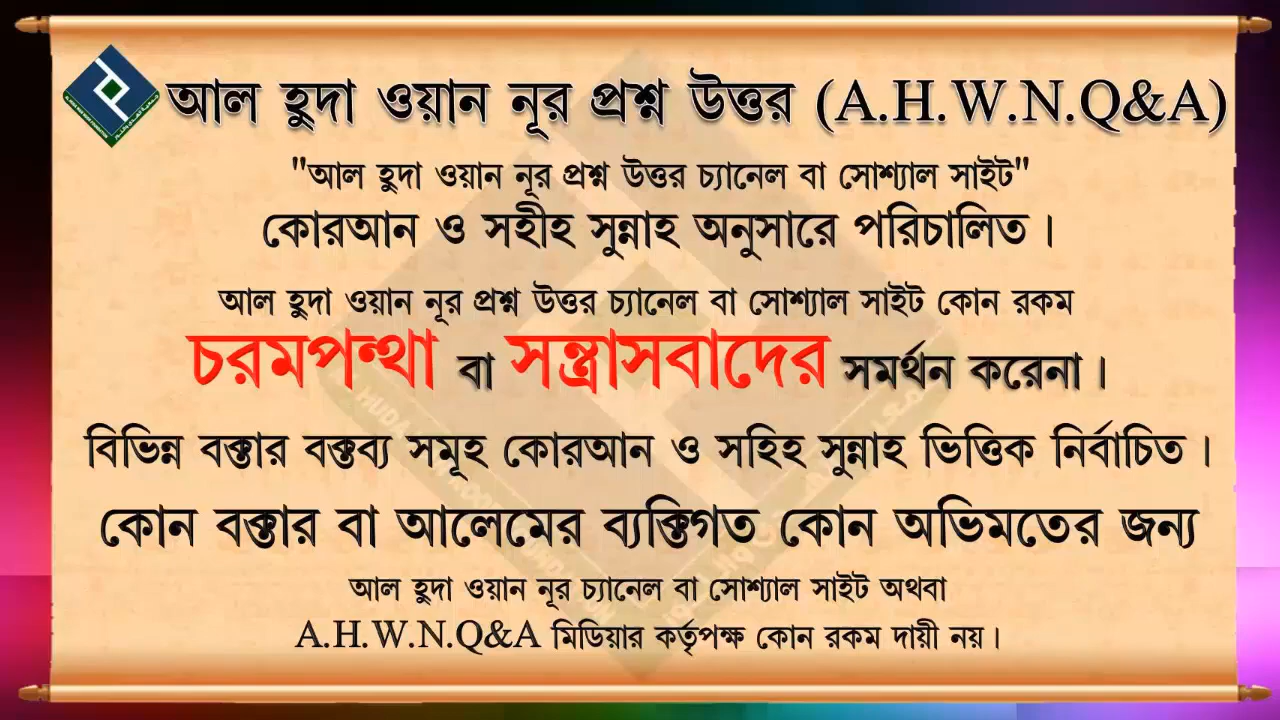 আল হুদা ওয়ান নূর প্রশ্ন উত্তর (A.H.W.N.Q&A)
"আল হুদা ওয়ান নূর প্রশ্ন উত্তর চ্যানেল বা সোশ্যাল সাইট"
কোরআন ও সহীহ সুন্নাহ অনুসারে পরিচালিত।
আল হুদা ওয়ান নূর প্রশ্ন উত্তর চ্যানেল বা সোশ্যাল সাইট কোন রকম
চরমপন্থা বা সন্ত্রাসবাদের সমর্থন করেনা।
বিভিন্ন বক্তার বক্তব্য সমূহ কোরআন ও সহিহ সুন্নাহ ভিত্তিক নির্বাচিত।
কোন বক্তার বা আলেমের ব্যক্তিগত কোন অভিমতের জন্য
আল হুদা ওয়ান নূর চ্যানেল বা সোশ্যাল সাইট অথবা
A.H.W.N.Q&A মিডিয়ার কর্তৃপক্ষ কোন রকম দায়ী নয়।